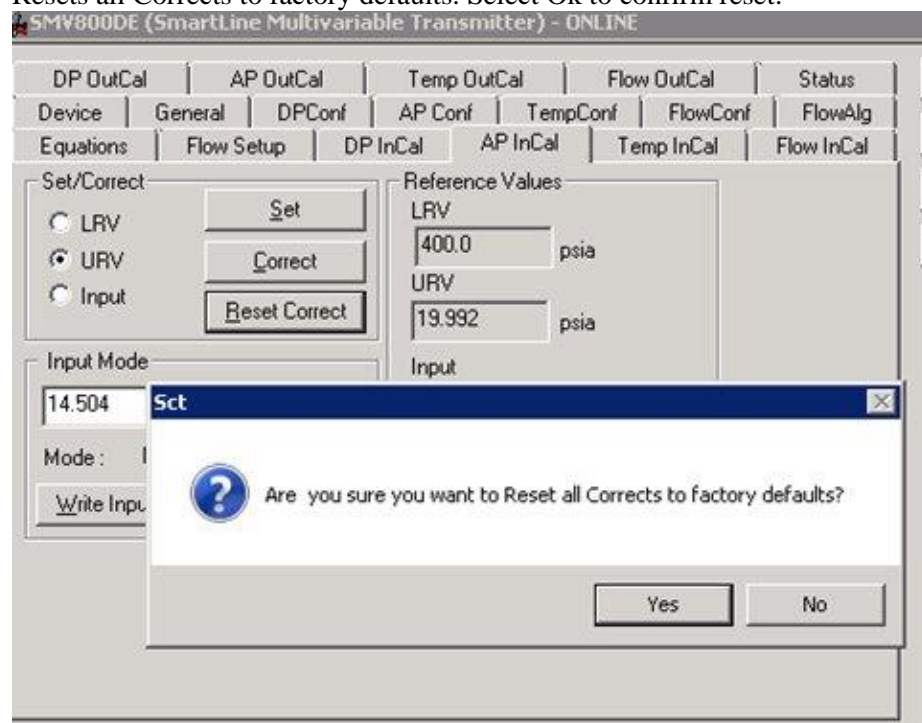 Resets all Corrects to factory defaults. Select Ok to confirm reset.
SMV800DE (SmartLine Multivariable Transmitter) - ONLINE
DP OutCal AP OutCal Temp OutCal Flow OutCal Status
Device General DPConf AP Conf TempConf FlowConf FlowAlg
Equations Flow Setup DP InCal AP InCal Temp InCal Flow InCal
Set/Correct
LRV
URV
Input
Set
Correct
Reset Correct
Reference Values
LRV
400.0 psia
URV
19.992 psia
Input
Input Mode
14.504
Mode :
Write Inpu
Sct
Are you sure you want to Reset all Corrects to factory defaults?
Yes No